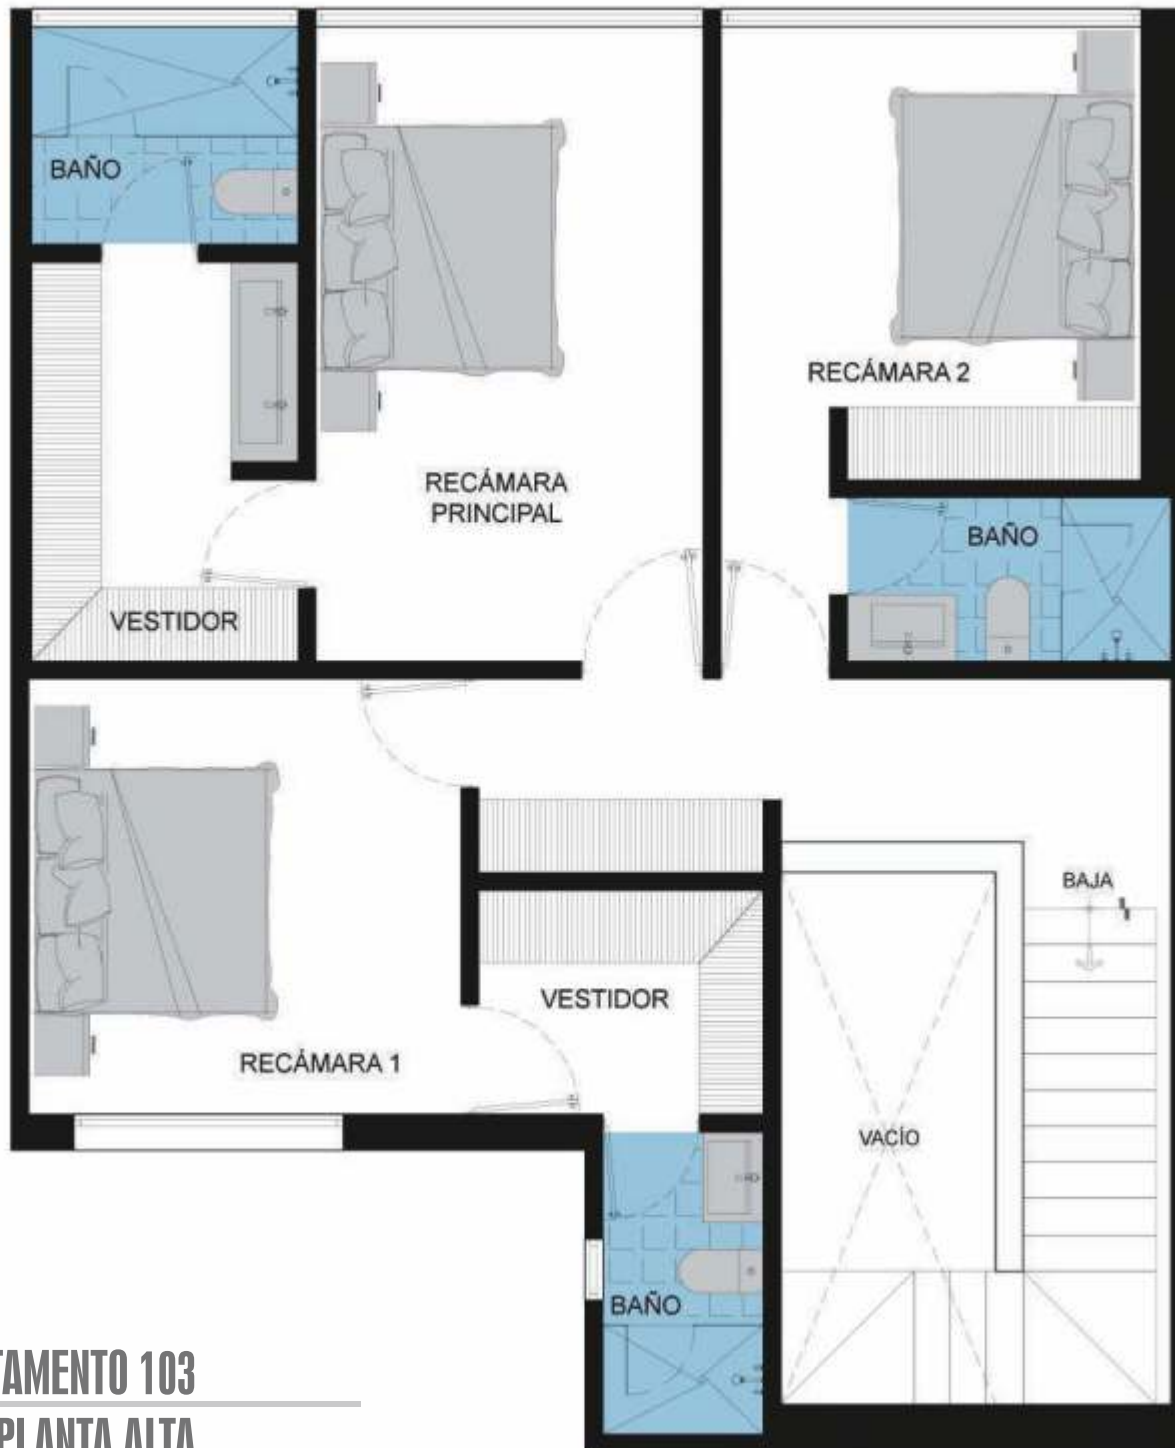 BAÑO
RECÁMARA 2
RECÁMARA
PRINCIPAL
BAÑO
VESTIDOR
BAJA
VESTIDOR
RECÁMARA 1
VACÍO
BAÑO
TAMENTO 103
PLANTA ALTA